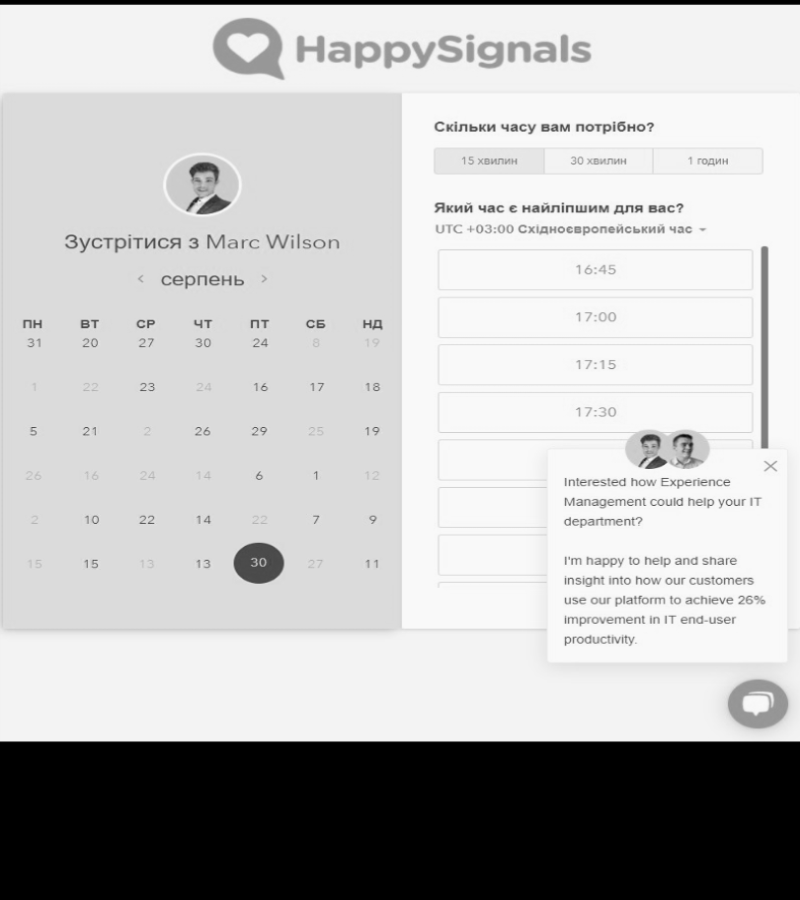 HappySignals
Зустрітися з Marc Wilson
< серпень >
ПН ВТ СР ЧТ ПТ СБ НД
31 20 27 30 24 8 19
1 22 23 24 16 17 18
5 21 2 26 29 25 19
26 16 24 14 6 1 12
2 10 22 14 22 7 9
15 15 13 13 30 27 11
Скільки часу вам потрібно?
15 хвилин 30 хвилин 1 годин
Який час є найліпшим для вас?
UTC +03:00 Східноєвропейський час
16:45
17:00
17:15
17:30
Interested how Experience
Management could help your IT
department?
I'm happy to help and share
insight into how our customers
use our platform to achieve 26%
improvement in IT end-user
productivity.